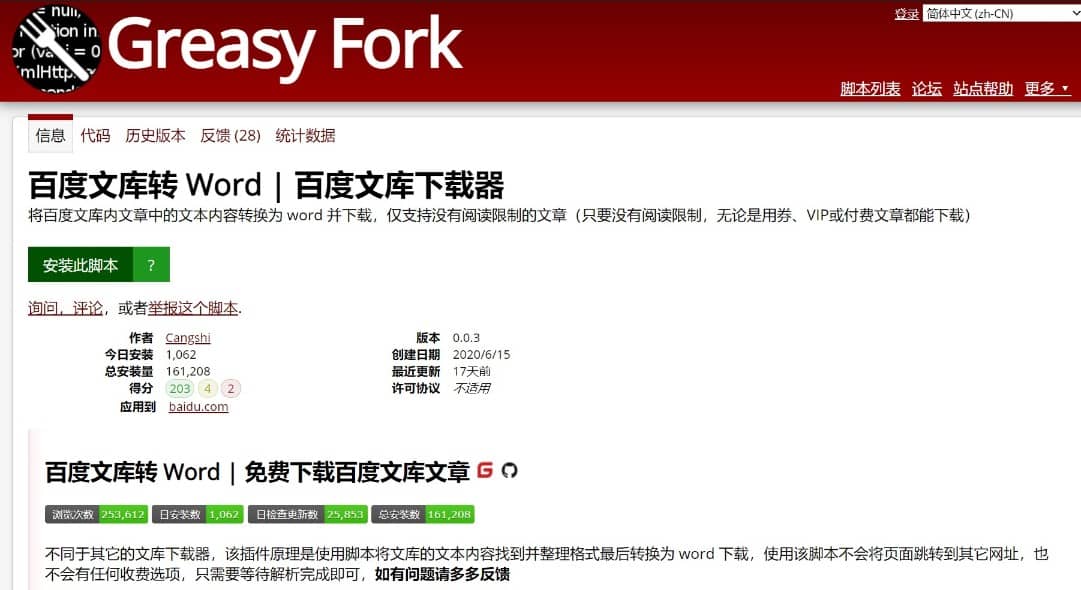 null,
tion in
or (va i = 0
mlHttp
Greasy Fork
登录 简体中文 (zh-CN)
脚本列表 论坛 站点帮助 更多
信息 代码 历史版本 反馈 (28) 统计数据
百度文库转 Word | 百度文库下载器
将百度文库内文章中的文本内容转换为 word 并下载，仅支持没有阅读限制的文章（只要没有阅读限制，无论是用券、VIP或付费文章都能下载）
安装此脚本 ?
询问，评论，或者举报这个脚本.
作者 Cangshi 版本 0.0.3
今日安装 1,062 创建日期 2020/6/15
总安装量 161,208 最近更新 17天前
得分 203 4 2 许可协议 不适用
应用到 baidu.com
百度文库转 Word | 免费下载百度文库文章
浏览次数 253,612 日安装数 1,062 日检查更新数 25,853 总安装数 161,208
不同于其它的文库下载器，该插件原理是使用脚本将文库的文本内容找到并整理格式最后转换为 word 下载，使用该脚本不会将页面跳转到其它网址，也
不会有任何收费选项，只需要等待解析完成即可，如有问题请多多反馈